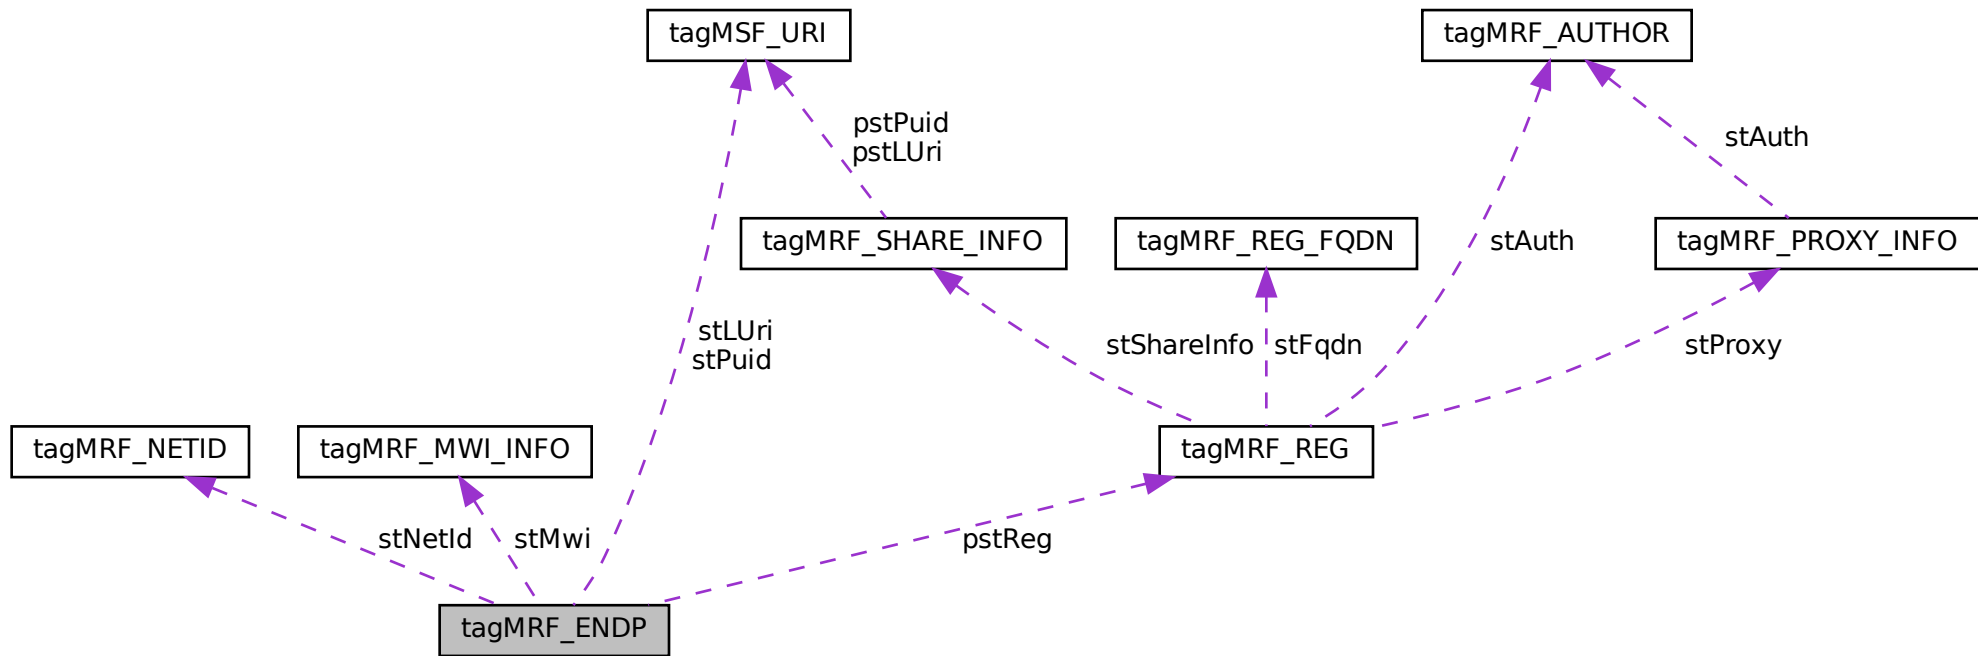 tagMSF_URI
tagMRF_AUTHOR
pstPuid
pstLUri
stAuth
tagMRF_SHARE_INFO
tagMRF_REG_FQDN
stAuth
tagMRF_PROXY_INFO
stLUri
stPuid
stShareInfo
stFqdn
stProxy
tagMRF_NETID
tagMRF_MWI_INFO
tagMRF_REG
stNetId
stMwi
pstReg
tagMRF_ENDP